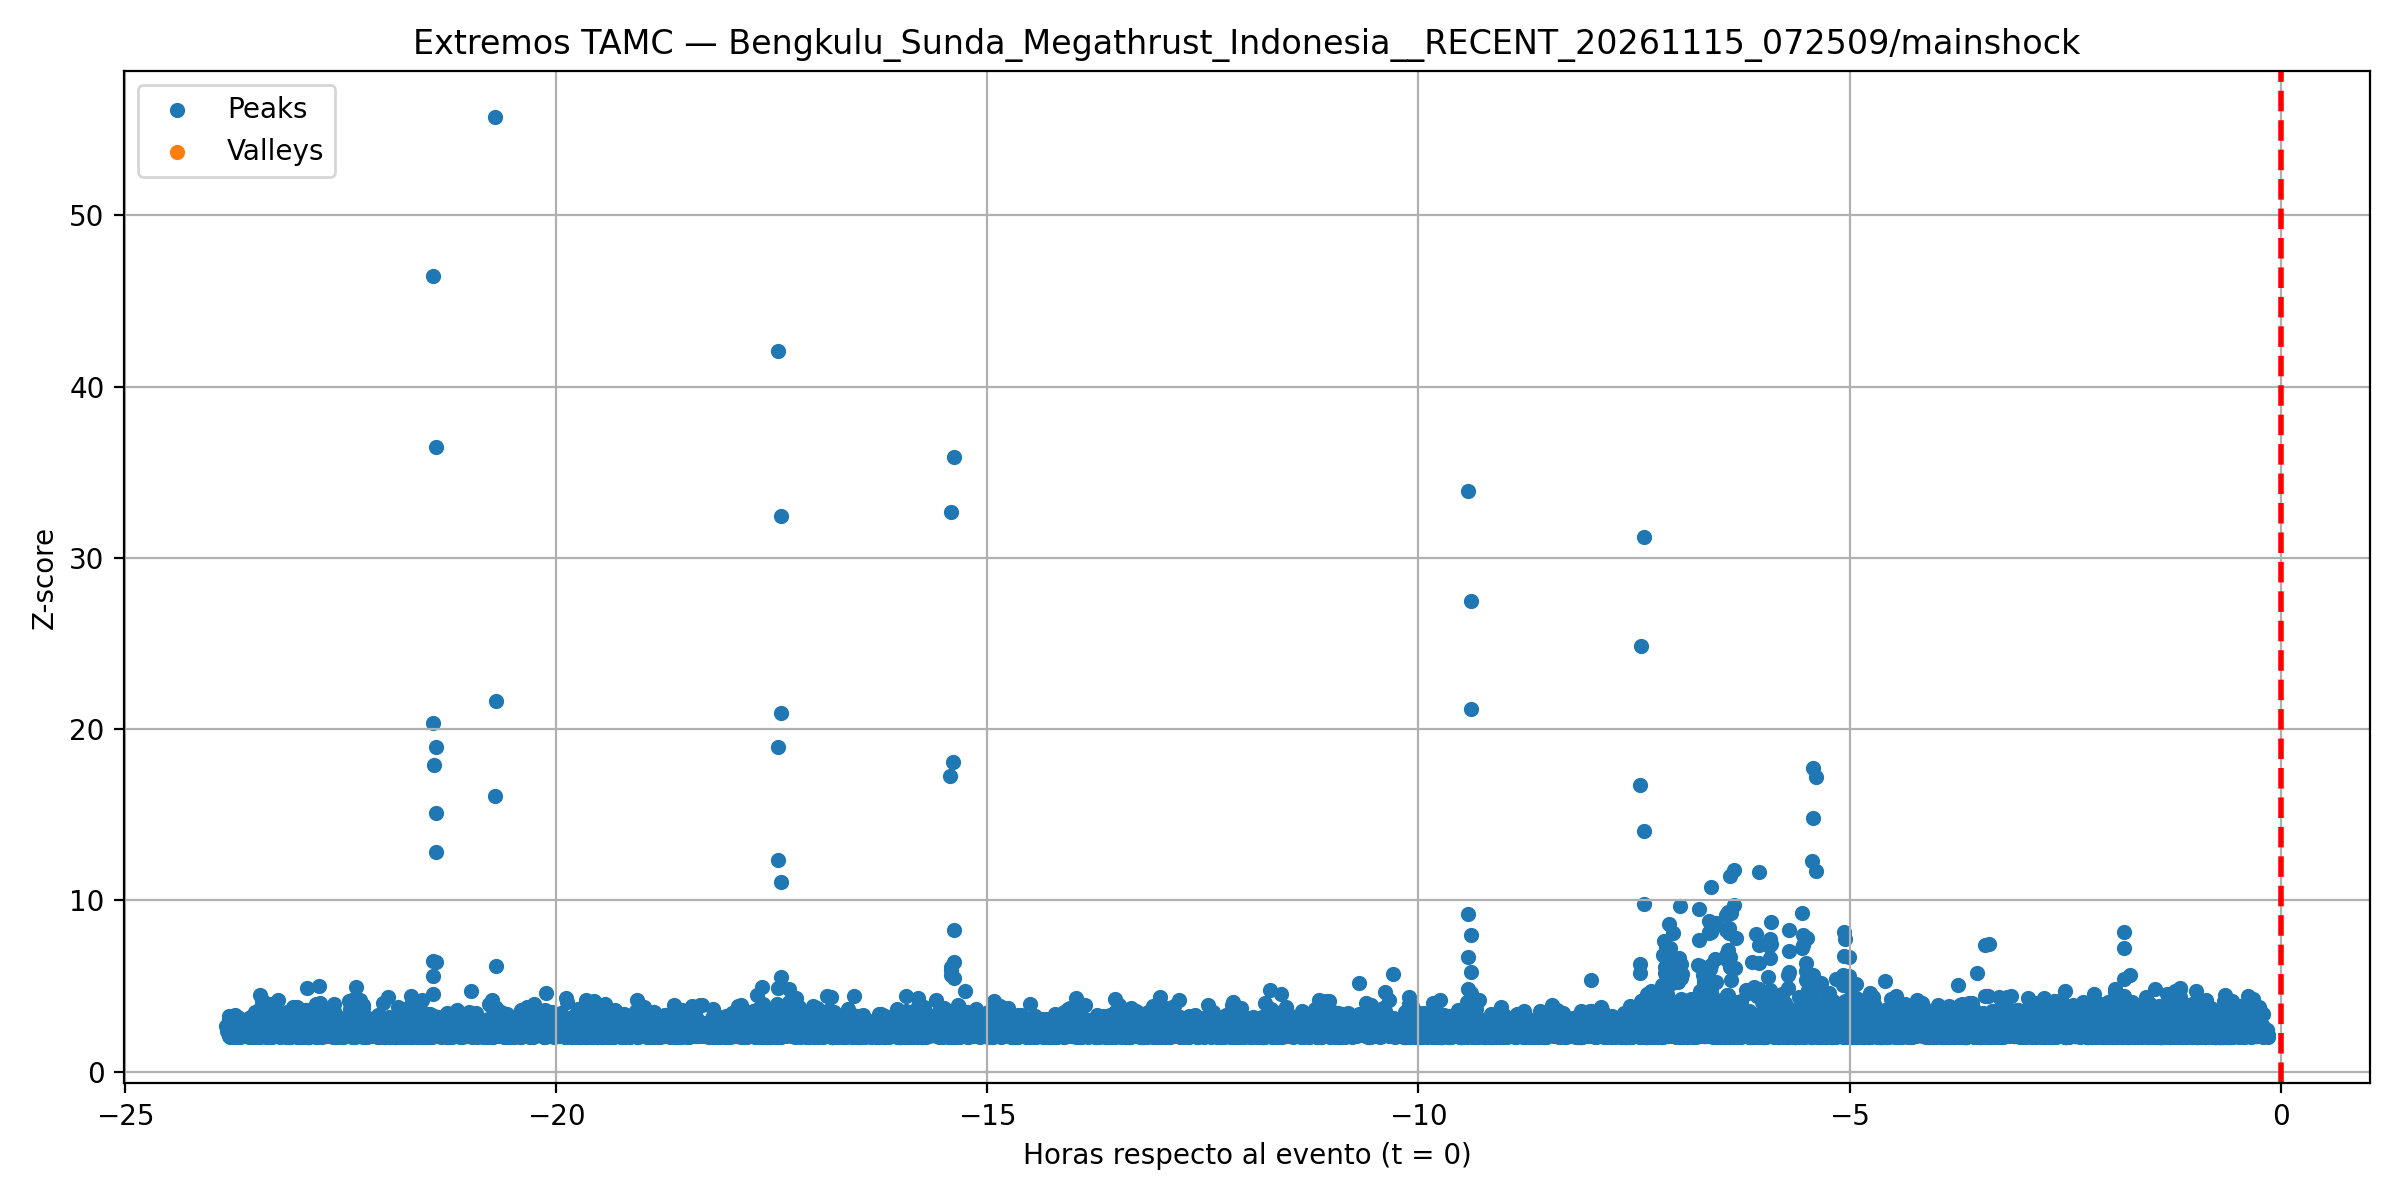 Extremos TAMC — Bengkulu_Sunda_Megathrust_Indonesia__RECENT_20261115_072509/mainshock
Peaks
Valleys
Z-score
50
40
30
20
10
0
−25
−20
−15
−10
−5
0
Horas respecto al evento (t = 0)